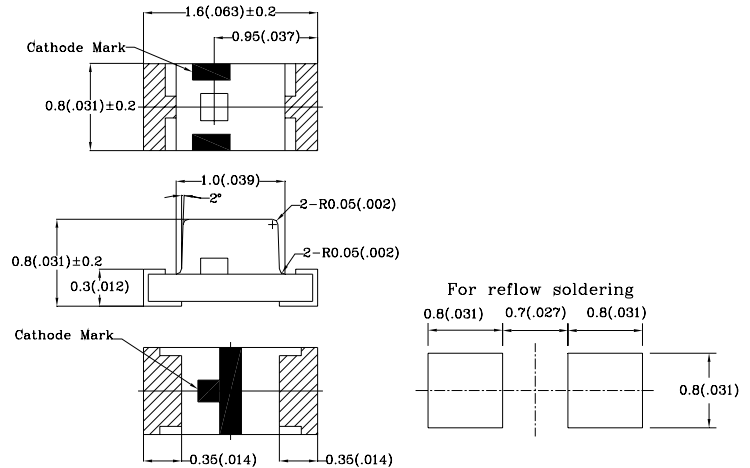 1.6(.063)±0.2
0.95(.037)
Cathode Mark
0.8(.031)±0.2
1.0(.039)
2°
2-R0.05(.002)
0.8(.031)±0.2
2-R0.05(.002)
0.3(.012)
For reflow soldering
0.8(.031) 0.7(.027) 0.8(.031)
Cathode Mark
0.8(.031)
0.35(.014) 0.35(.014)